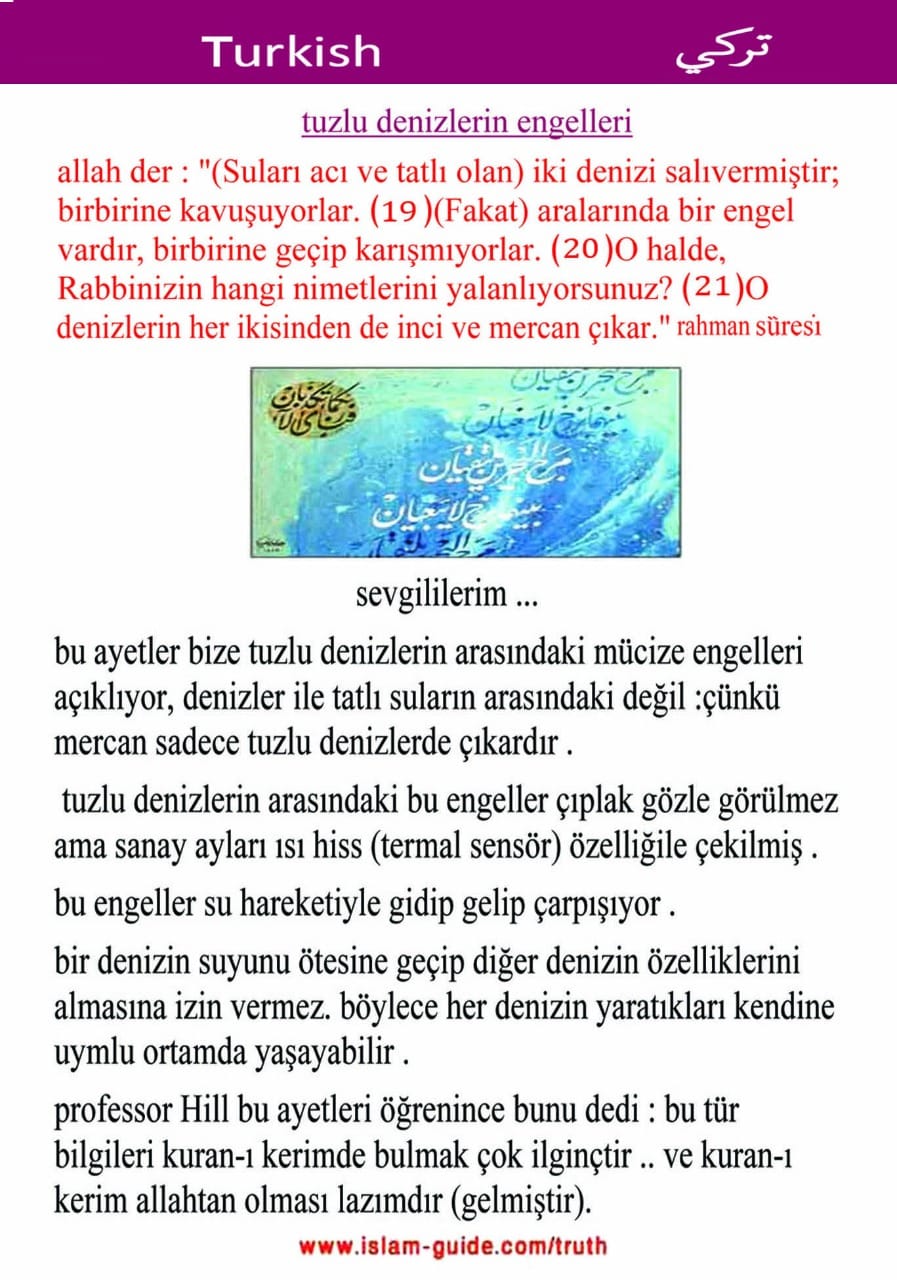 Turkish
تركي
tuzlu denizlerin engelleri
allah der : "(Suları acı ve tatlı olan) iki denizi salıvermiştir;
birbirine kavuşuyorlar. (19)(Fakat) aralarında bir engel
vardır, birbirine geçip karışmıyorlar. (20)O halde,
Rabbinizin hangi nimetlerini yalanlıyorsunuz? (21)O
denizlerin her ikisinden de inci ve mercan çıkar." rahman sûresi
مرج البحرين يلتقيان
بينهما برزخ لا يبغيان
مرج البحرين يلتقيان
بينهما برزخ لا يبغيان
sevgililerim ...
bu ayetler bize tuzlu denizlerin arasındaki mücize engelleri
açıklıyor, denizler ile tatlı suların arasındaki değil :çünkü
mercan sadece tuzlu denizlerde çıkardır .
tuzlu denizlerin arasındaki bu engeller çıplak gözle görülmez
ama sanay ayları ısı hiss (termal sensör) özelliğile çekilmiş .
bu engeller su hareketiyle gidip gelip çarpışıyor .
bir denizin suyunu ötesine geçip diğer denizin özelliklerini
almasına izin vermez. böylece her denizin yaratıkları kendine
uymlu ortamda yaşayabilir .
professor Hill bu ayetleri öğrenince bunu dedi : bu tür
bilgileri kuran-ı kerimde bulmak çok ilginçtir .. ve kuran-ı
kerim allahtan olması lazımdır (gelmiştir).
www.islam-guide.com/truth